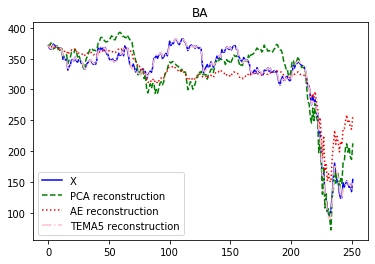 BA
400
350
300
250
200
150
100
X
PCA reconstruction
AE reconstruction
TEMA5 reconstruction
0 50 100 150 200 250